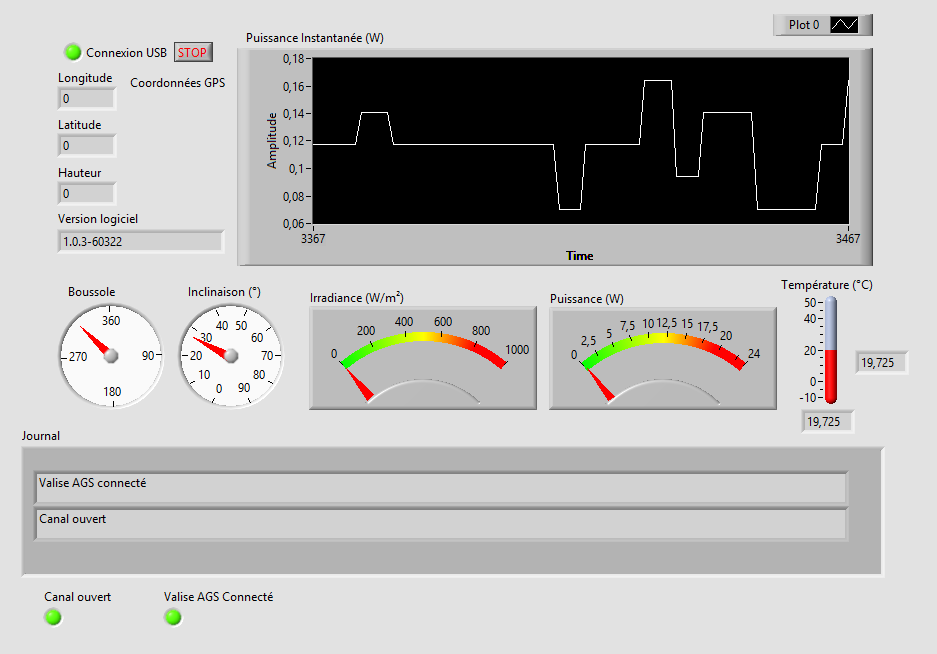 Plot 0
Puissance Instantanée (W)
Connexion USB
STOP
Longitude
0
Coordonnées GPS
Latitude
0
Hauteur
0
Version logiciel
1.0.3-60322
Amplitude
0,18
0,16
0,14
0,12
0,1
0,08
0,06
3367
3467
Time
Boussole
360
270
90
180
Inclinaison (°)
0
10
20
30
40
50
60
70
80
90
Irradiance (W/m²)
0
200
400
600
800
1000
Puissance (W)
0
2,5
5
7,5
10
12,5
15
17,5
20
24
Température (°C)
50
40
20
0
-10
19,725
19,725
Journal
Valise AGS connecté
Canal ouvert
Canal ouvert
Valise AGS Connecté